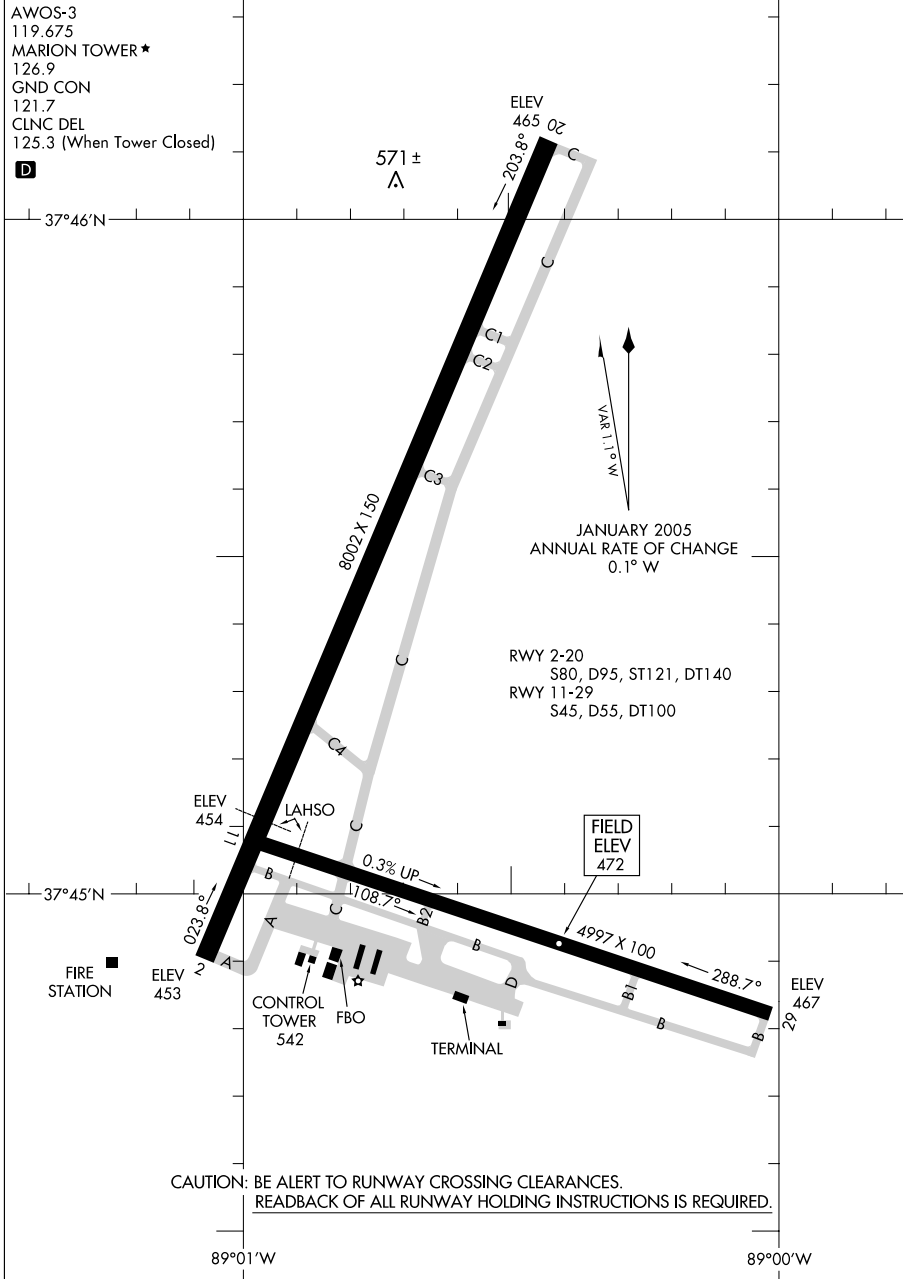 AWOS-3
119.675
MARION TOWER ★
126.9
GND CON
121.7
CLNC DEL
125.3 (When Tower Closed)
D
ELEV
465
20
C
571 ±
203.8°
37°46'N
C
C1
C2
VAR 1.1° W
C3
8002 X 150
JANUARY 2005
ANNUAL RATE OF CHANGE
0.1° W
C
RWY 2-20
S80, D95, ST121, DT140
RWY 11-29
S45, D55, DT100
C4
ELEV
454
LAHSO
11
C
FIELD
ELEV
472
0.3% UP
B
37°45'N
108.7°
C
B2
A
023.8°
B
4997 X 100
288.7°
2
A
D
B1
FIRE
STATION
ELEV
453
CONTROL
TOWER
542
FBO
TERMINAL
B
B
ELEV
467
29
CAUTION: BE ALERT TO RUNWAY CROSSING CLEARANCES.
READBACK OF ALL RUNWAY HOLDING INSTRUCTIONS IS REQUIRED.
89°01'W
89°00'W